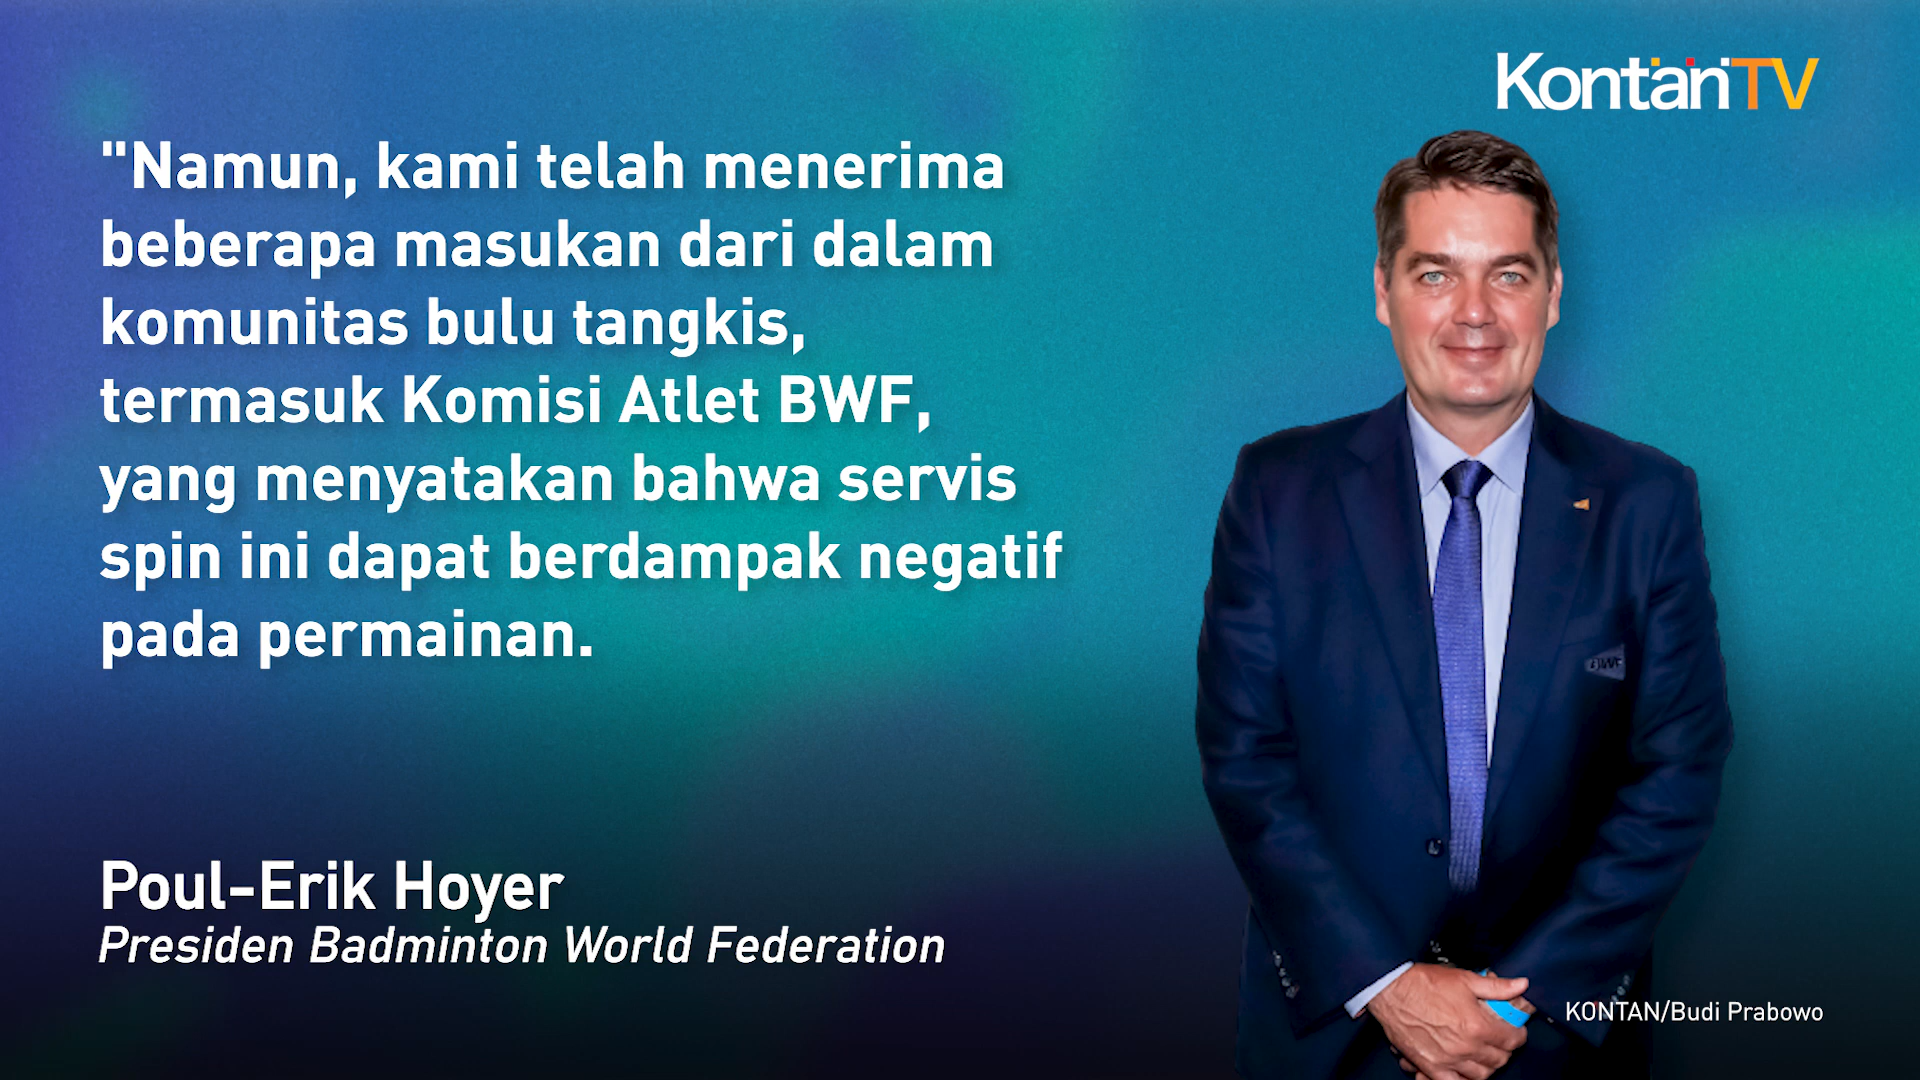 KontanTV
"Namun, kami telah menerima
beberapa masukan dari dalam
komunitas bulu tangkis,
termasuk Komisi Atlet BWF,
yang menyatakan bahwa servis
spin ini dapat berdampak negatif
pada permainan.
BWF
Poul-Erik Hoyer
Presiden Badminton World Federation
KONTAN/Budi Prabowo